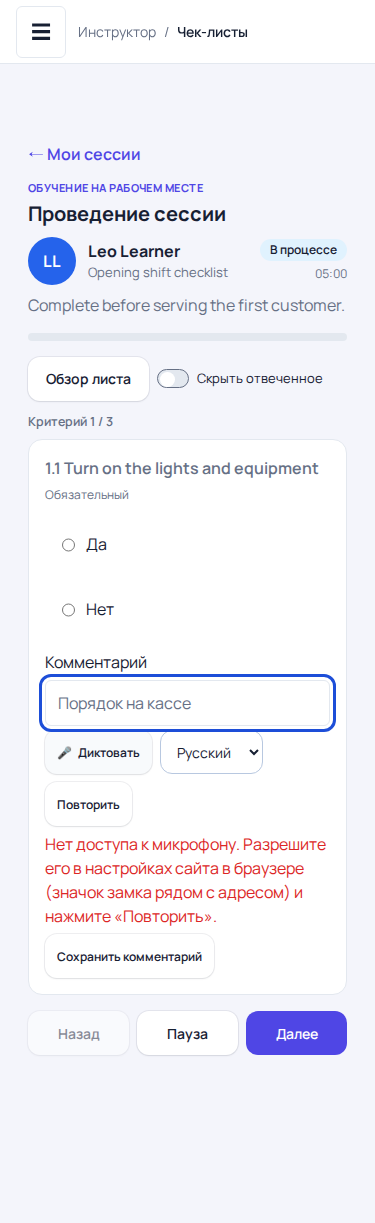 ☰ Инструктор / Чек-листы
← Мои сессии
ОБУЧЕНИЕ НА РАБОЧЕМ МЕСТЕ
Проведение сессии
LL
Leo Learner
В процессе
Opening shift checklist
05:00
Complete before serving the first customer.
Обзор листа
Скрыть отвеченное
Критерий 1 / 3
1.1 Turn on the lights and equipment
Обязательный
Да
Нет
Комментарий
Порядок на кассе
🎤 Диктовать
Русский
Повторить
Нет доступа к микрофону. Разрешите
его в настройках сайта в браузере
(значок замка рядом с адресом) и
нажмите «Повторить».
Сохранить комментарий
Назад
Пауза
Далее